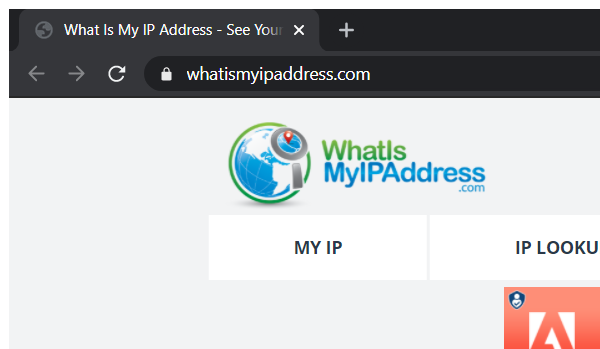 What Is My IP Address - See Your
whatismyipaddress.com
WhatIs
MyIPAddress
.com
MY IP
IP LOOKU